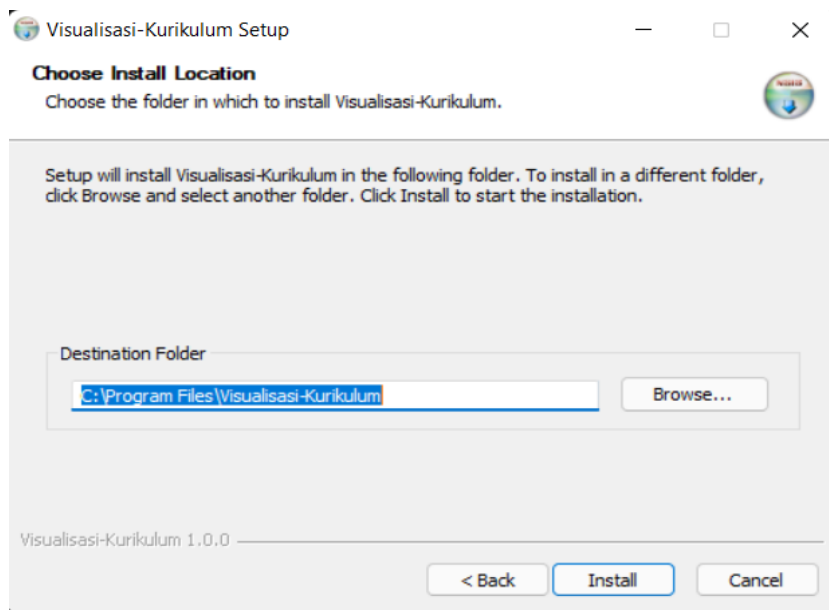 Visualisasi-Kurikulum Setup
Choose Install Location
Choose the folder in which to install Visualisasi-Kurikulum.
Setup will install Visualisasi-Kurikulum in the following folder. To install in a different folder,
click Browse and select another folder. Click Install to start the installation.
Destination Folder
C:\Program Files\Visualisasi-Kurikulum
Browse...
Visualisasi-Kurikulum 1.0.0
< Back
Install
Cancel